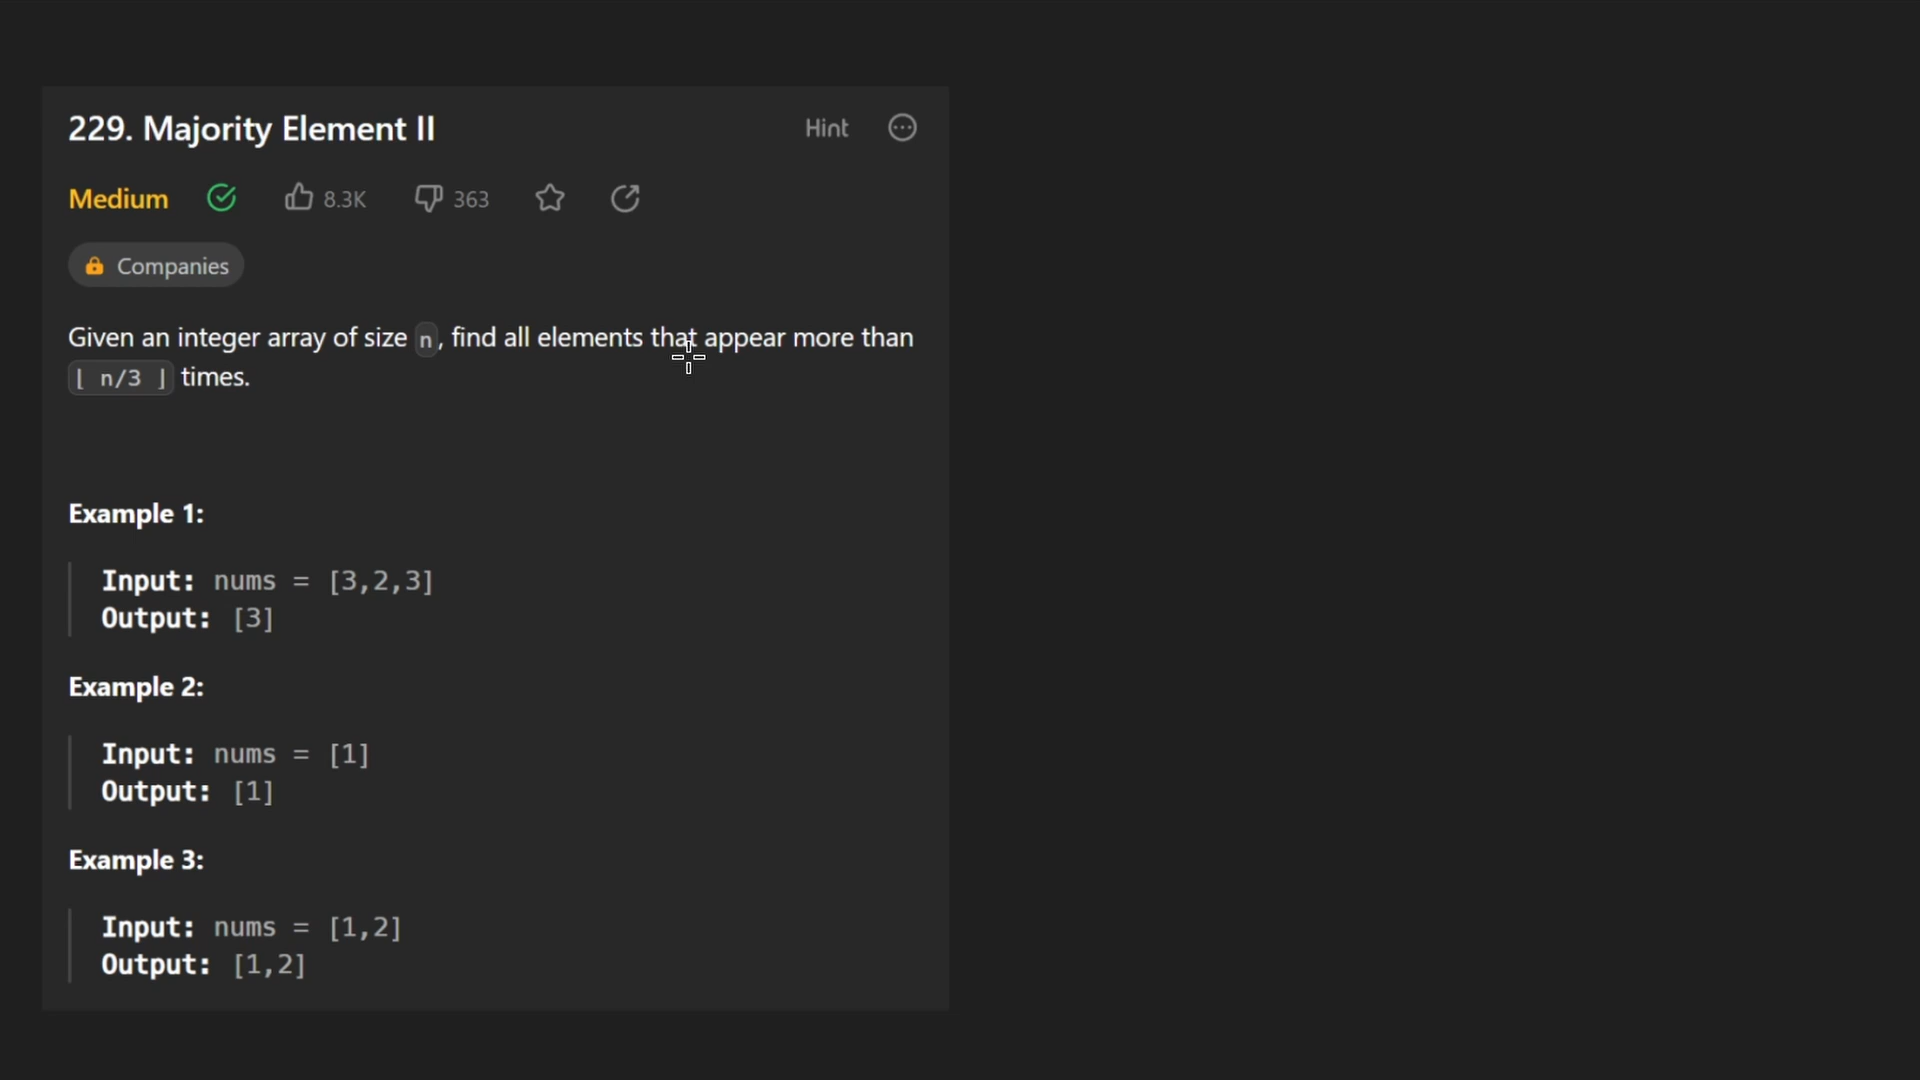 229. Majority Element II
Hint
Medium
8.3K
363
Companies
Given an integer array of size n, find all elements that appear more than
⌊ n/3 ⌋ times.
Example 1:
Input: nums = [3,2,3]
Output: [3]
Example 2:
Input: nums = [1]
Output: [1]
Example 3:
Input: nums = [1,2]
Output: [1,2]